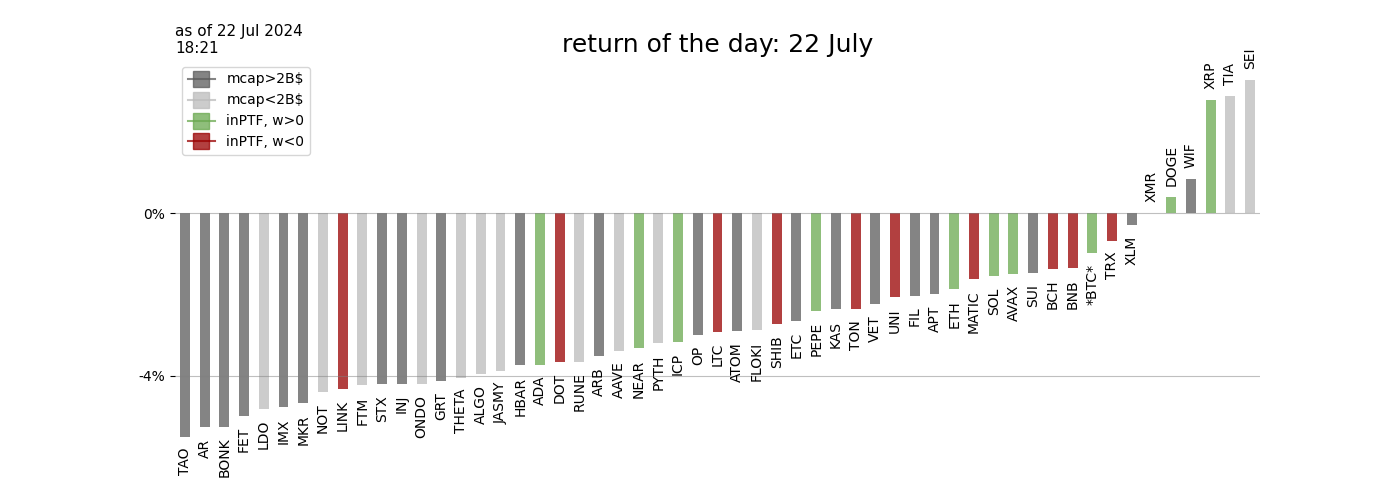 as of 22 Jul 2024
18:21
return of the day: 22 July
mcap>2B$
mcap<2B$
inPTF, w>0
inPTF, w<0
0%
-4%
TAO
AR
BONK
FET
LDO
IMX
MKR
NOT
LINK
FTM
STX
INJ
ONDO
GRT
THETA
ALGO
JASMY
HBAR
ADA
DOT
RUNE
ARB
AAVE
NEAR
PYTH
ICP
OP
LTC
ATOM
FLOKI
SHIB
ETC
PEPE
KAS
TON
VET
UNI
FIL
APT
ETH
MATIC
SOL
AVAX
SUI
BCH
BNB
*BTC*
TRX
XLM
XMR
DOGE
WIF
XRP
TIA
SEI